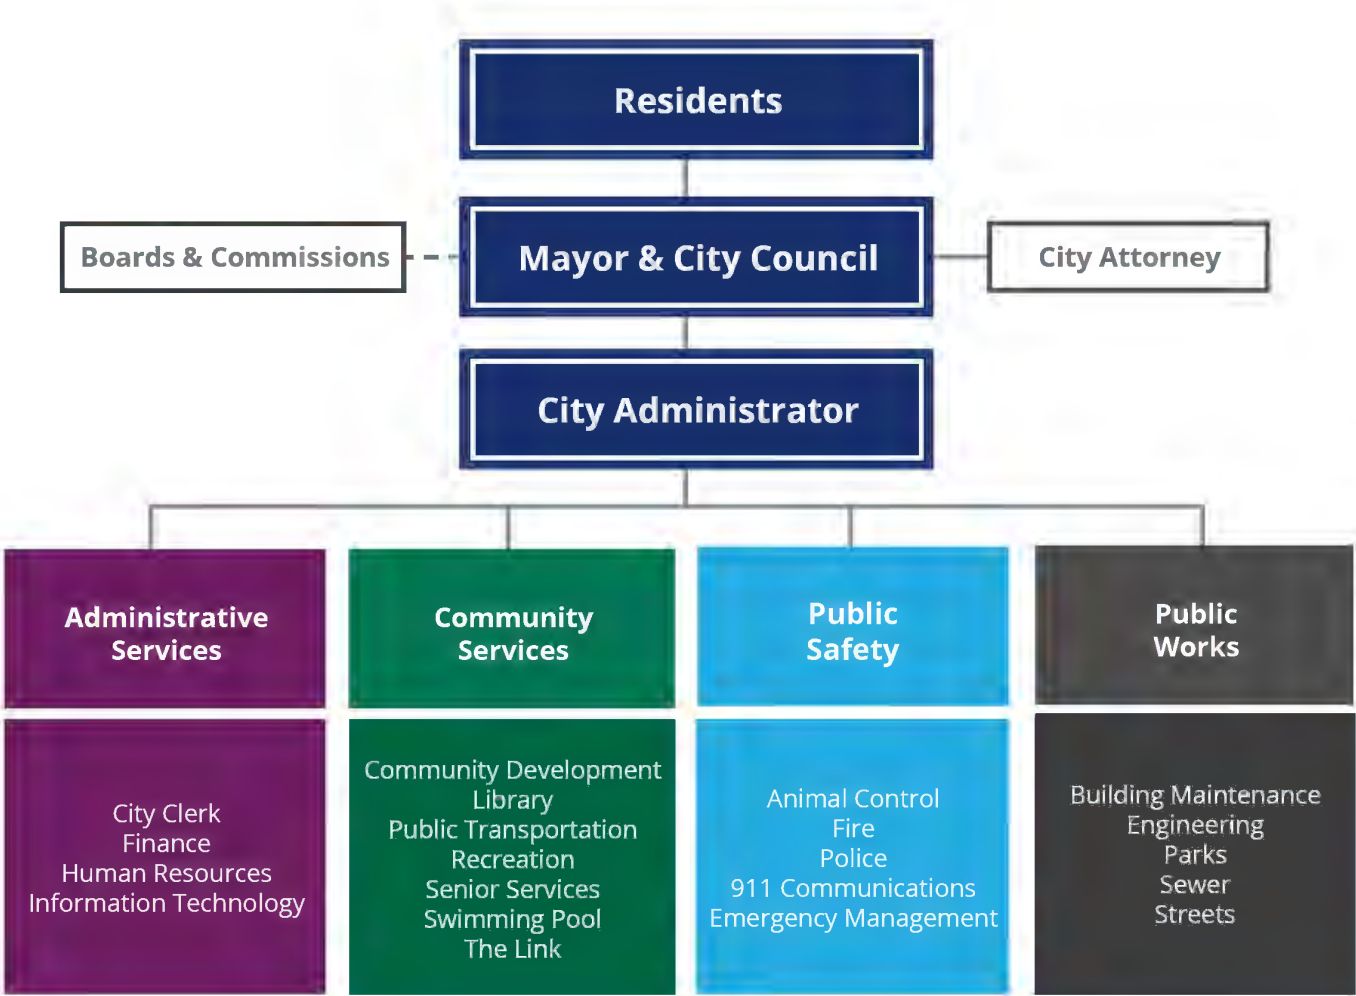 Residents
Boards & Commissions
Mayor & City Council
City Attorney
City Administrator
Administrative
Services
Community
Services
Public
Safety
Public
Works
City Clerk
Finance
Human Resources
Information Technology
Community Development
Library
Public Transportation
Recreation
Senior Services
Swimming Pool
The Link
Animal Control
Fire
Police
911 Communications
Emergency Management
Building Maintenance
Engineering
Parks
Sewer
Streets